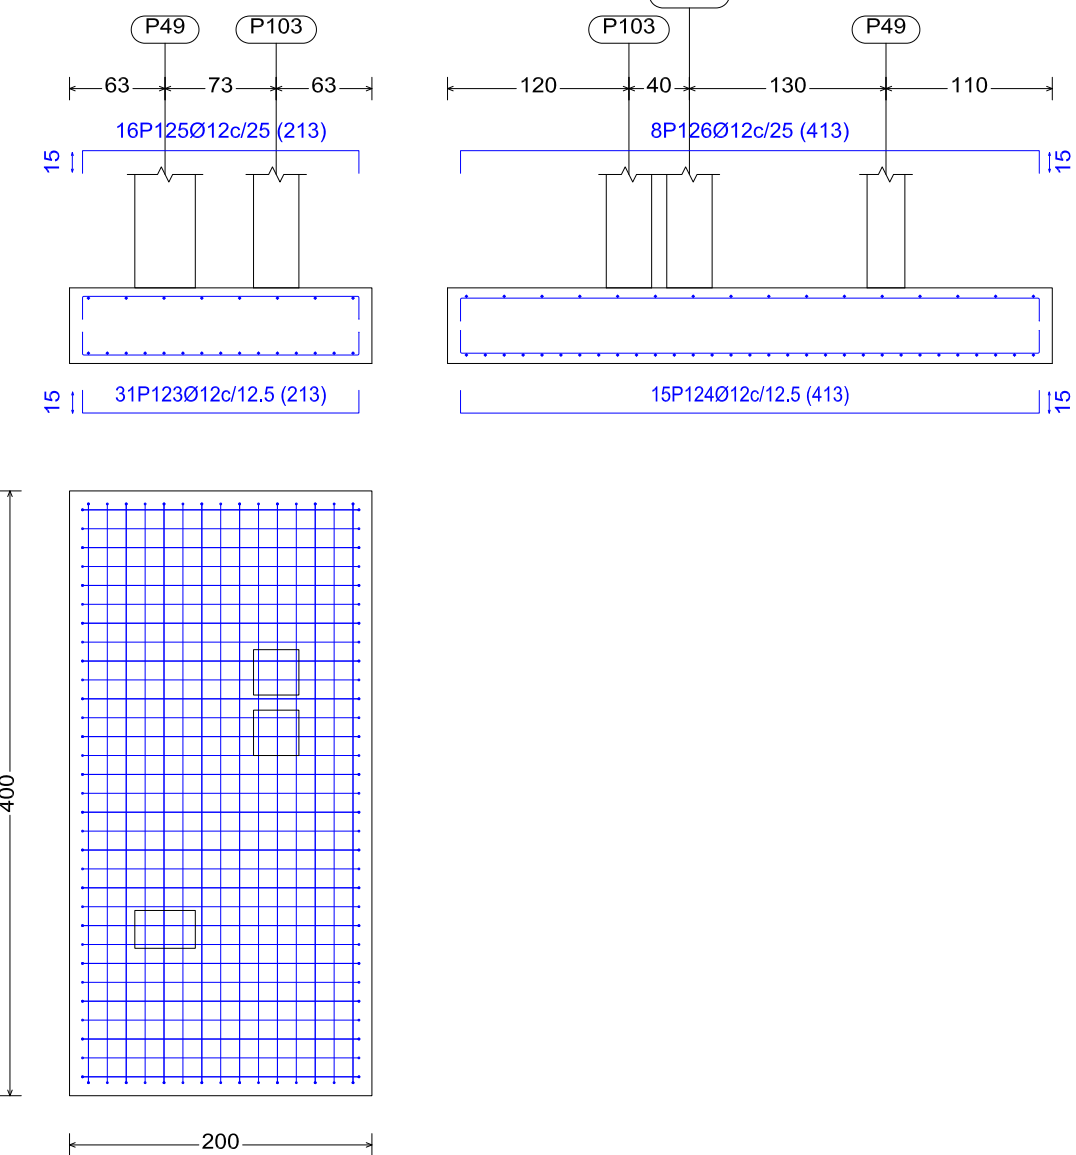 P49 P103 P103 P49
63 73 63 120 40 130 110
16P125Ø12c/25 (213) 8P126Ø12c/25 (413)
15 15
31P123Ø12c/12.5 (213) 15P124Ø12c/12.5 (413)
15 15
400
200